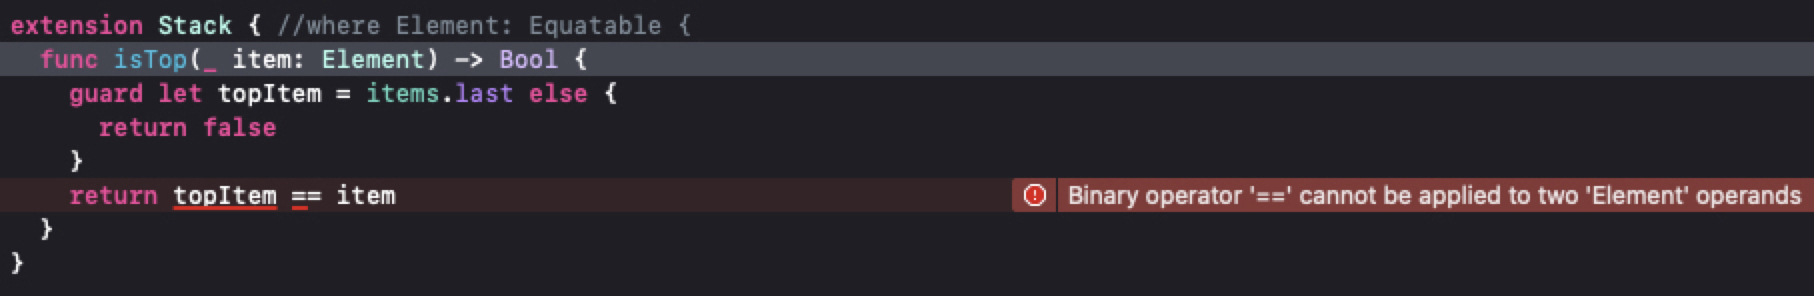 extension Stack { //where Element: Equatable {
func isTop(_ item: Element) -> Bool {
guard let topItem = items.last else {
return false
}
return topItem == item
Binary operator '==' cannot be applied to two 'Element' operands
}
}